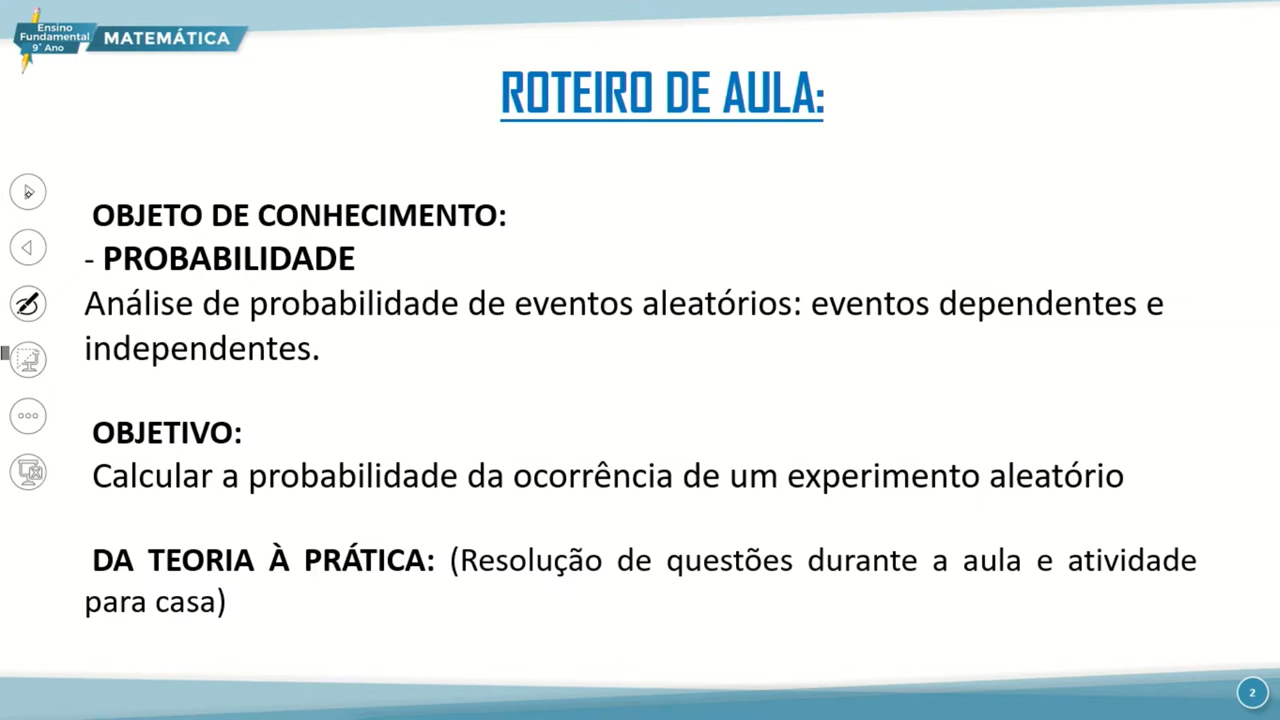 Ensino
Fundamental
9° Ano
MATEMÁTICA
ROTEIRO DE AULA:
OBJETO DE CONHECIMENTO:
- PROBABILIDADE
Análise de probabilidade de eventos aleatórios: eventos dependentes e
independentes.
OBJETIVO:
Calcular a probabilidade da ocorrência de um experimento aleatório
DA TEORIA À PRÁTICA: (Resolução de questões durante a aula e atividade
para casa)
2